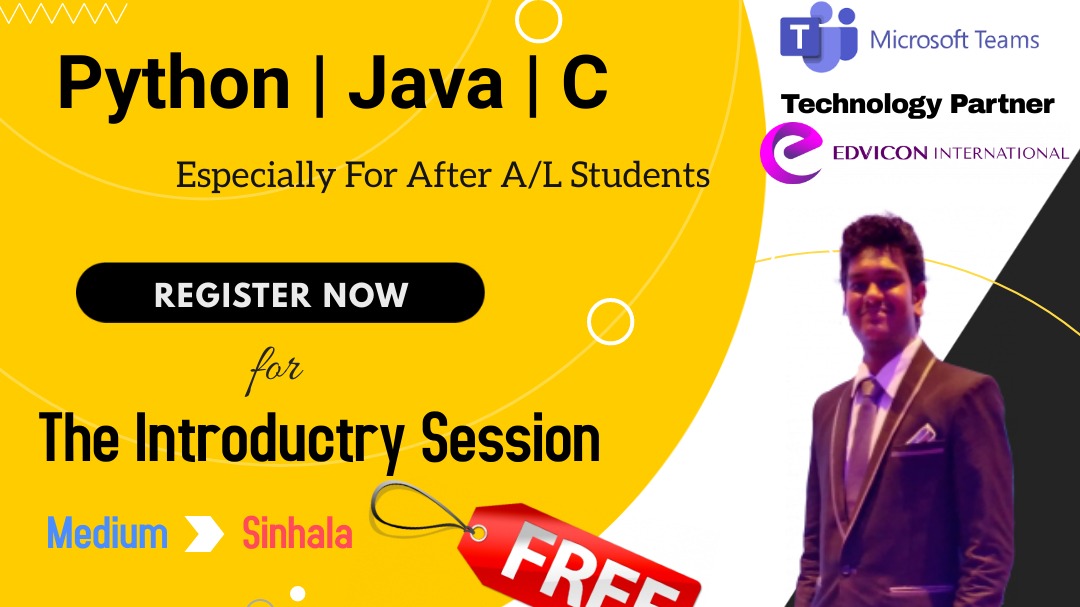 Python | Java | C
Especially For After A/L Students
REGISTER NOW
for
The Introductry Session
Medium
Sinhala
FREE
T
Microsoft Teams
Technology Partner
e
EDVICON INTERNATIONAL